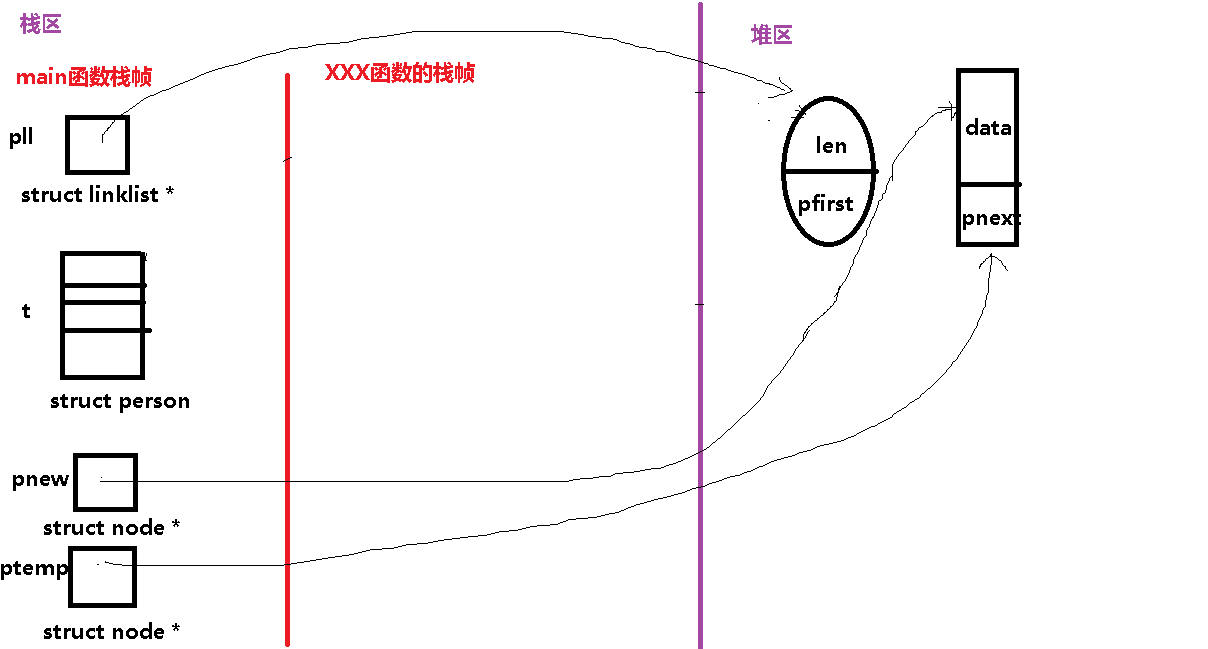 栈区
堆区
main函数栈帧
XXX函数的栈帧
pll
struct linklist *
len
pfirst
data
pnext
t
struct person
pnew
struct node *
ptemp
struct node *